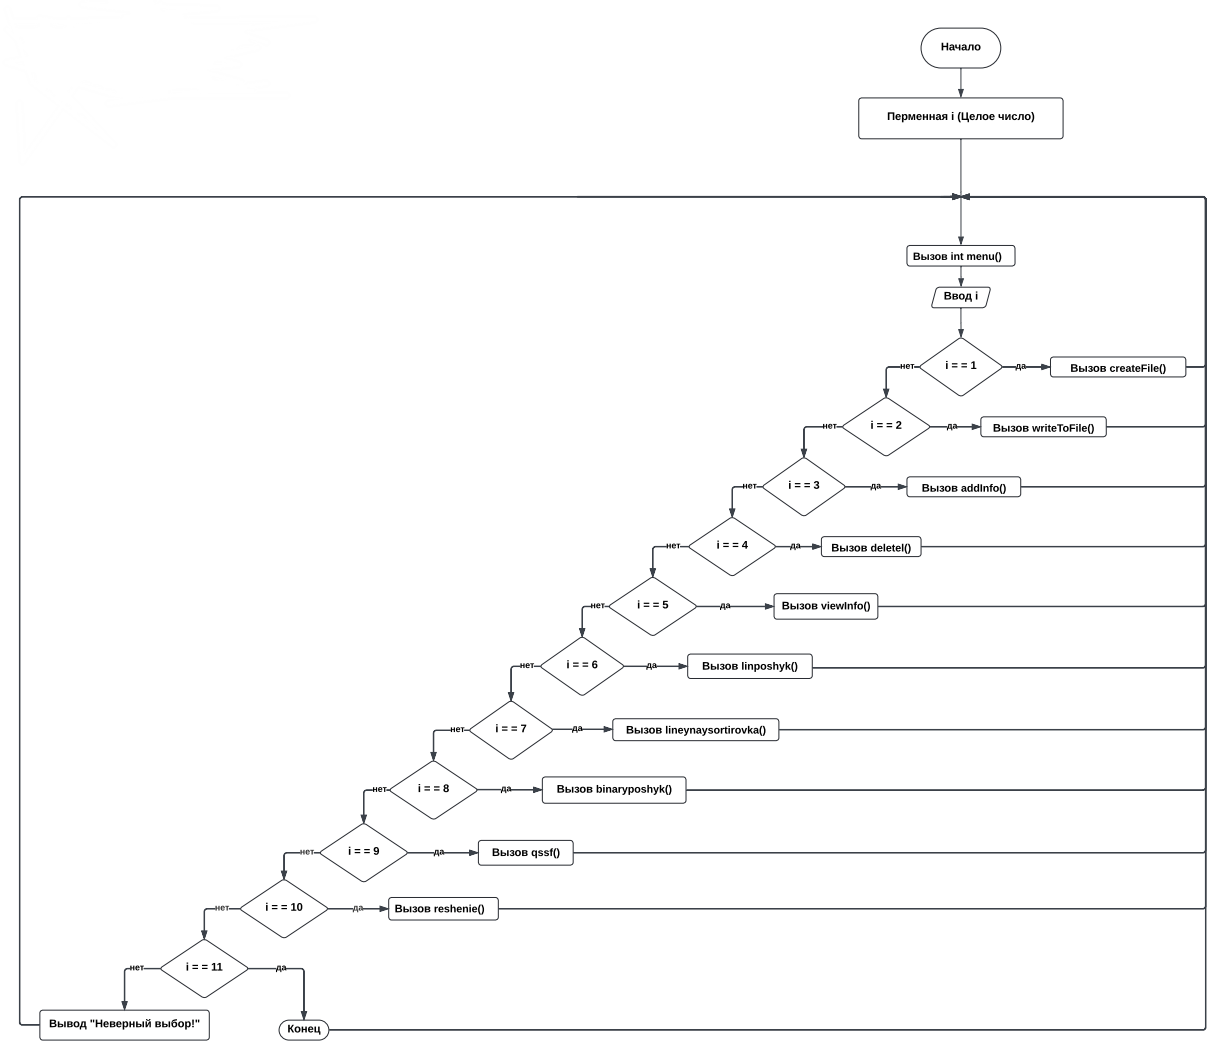 Начало
Перменная i (Целое число)
Вызов int menu()
Ввод i
нет
i = = 1
да
Вызов createFile()
нет
i = = 2
да
Вызов writeToFile()
нет
i = = 3
да
Вызов addInfo()
нет
i = = 4
да
Вызов deletel()
нет
i = = 5
да
Вызов viewInfo()
нет
i = = 6
да
Вызов linposhyk()
нет
i = = 7
да
Вызов lineynaysortirovka()
нет
i = = 8
да
Вызов binaryposhyk()
нет
i = = 9
да
Вызов qssf()
нет
i = = 10
да
Вызов reshenie()
нет
i = = 11
да
Вывод "Неверный выбор!"
Конец